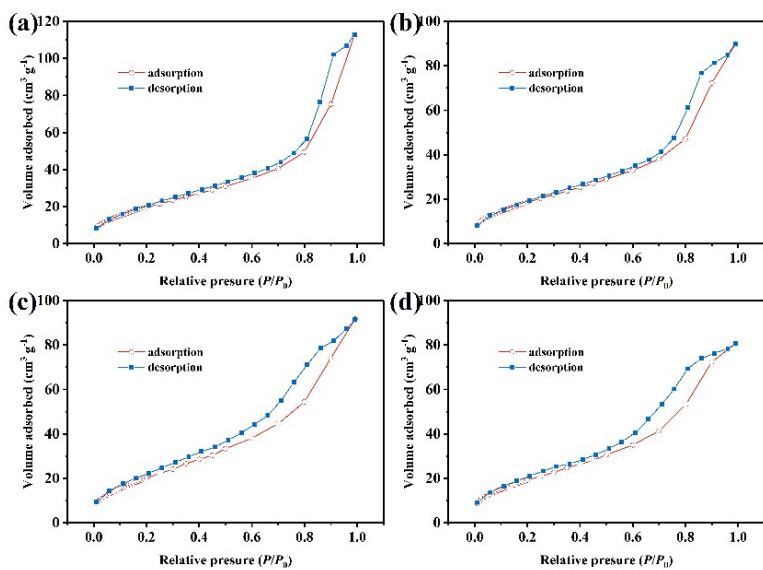 (a)
120
100
80
60
40
20
0
Volume adsorbed (cm³ g⁻¹)
adsorption
desorption
0.0 0.2 0.4 0.6 0.8 1.0
Relative presure (P/P₀)
(b)
100
80
60
40
20
0
Volume adsorbed (cm³ g⁻¹)
adsorption
desorption
0.0 0.2 0.4 0.6 0.8 1.0
Relative presure (P/P₀)
(c)
100
80
60
40
20
0
Volume adsorbed (cm³ g⁻¹)
adsorption
desorption
0.0 0.2 0.4 0.6 0.8 1.0
Relative presure (P/P₀)
(d)
100
80
60
40
20
0
Volume adsorbed (cm³ g⁻¹)
adsorption
desorption
0.0 0.2 0.4 0.6 0.8 1.0
Relative presure (P/P₀)